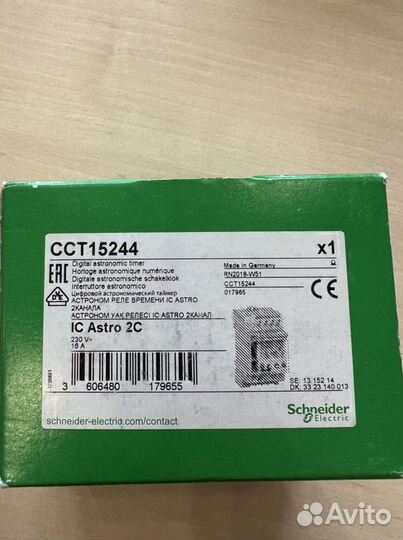 CCT15244
x1
EAC
Digital astronomic timer
Horloge astronomique numérique
Digitale astronomische schakelklok
Interruttore astronomico
Цифровой астрономический таймер
АСТРОНОМ РЕЛЕ ВРЕМЕНИ IC ASTRO
2КАНАЛА
АСТРОНОМ УАК РЕЛЕСІ IC ASTRO 2КАНАЛ
Made in Germany
RN2018-W51
CCT15244
017965
CE
IC Astro 2C
230 V~
16 A
3 606480 179655
SE: 13 152 14
DK: 33 23 140 013
schneider-electric.com/contact
Schneider
Electric
Avito